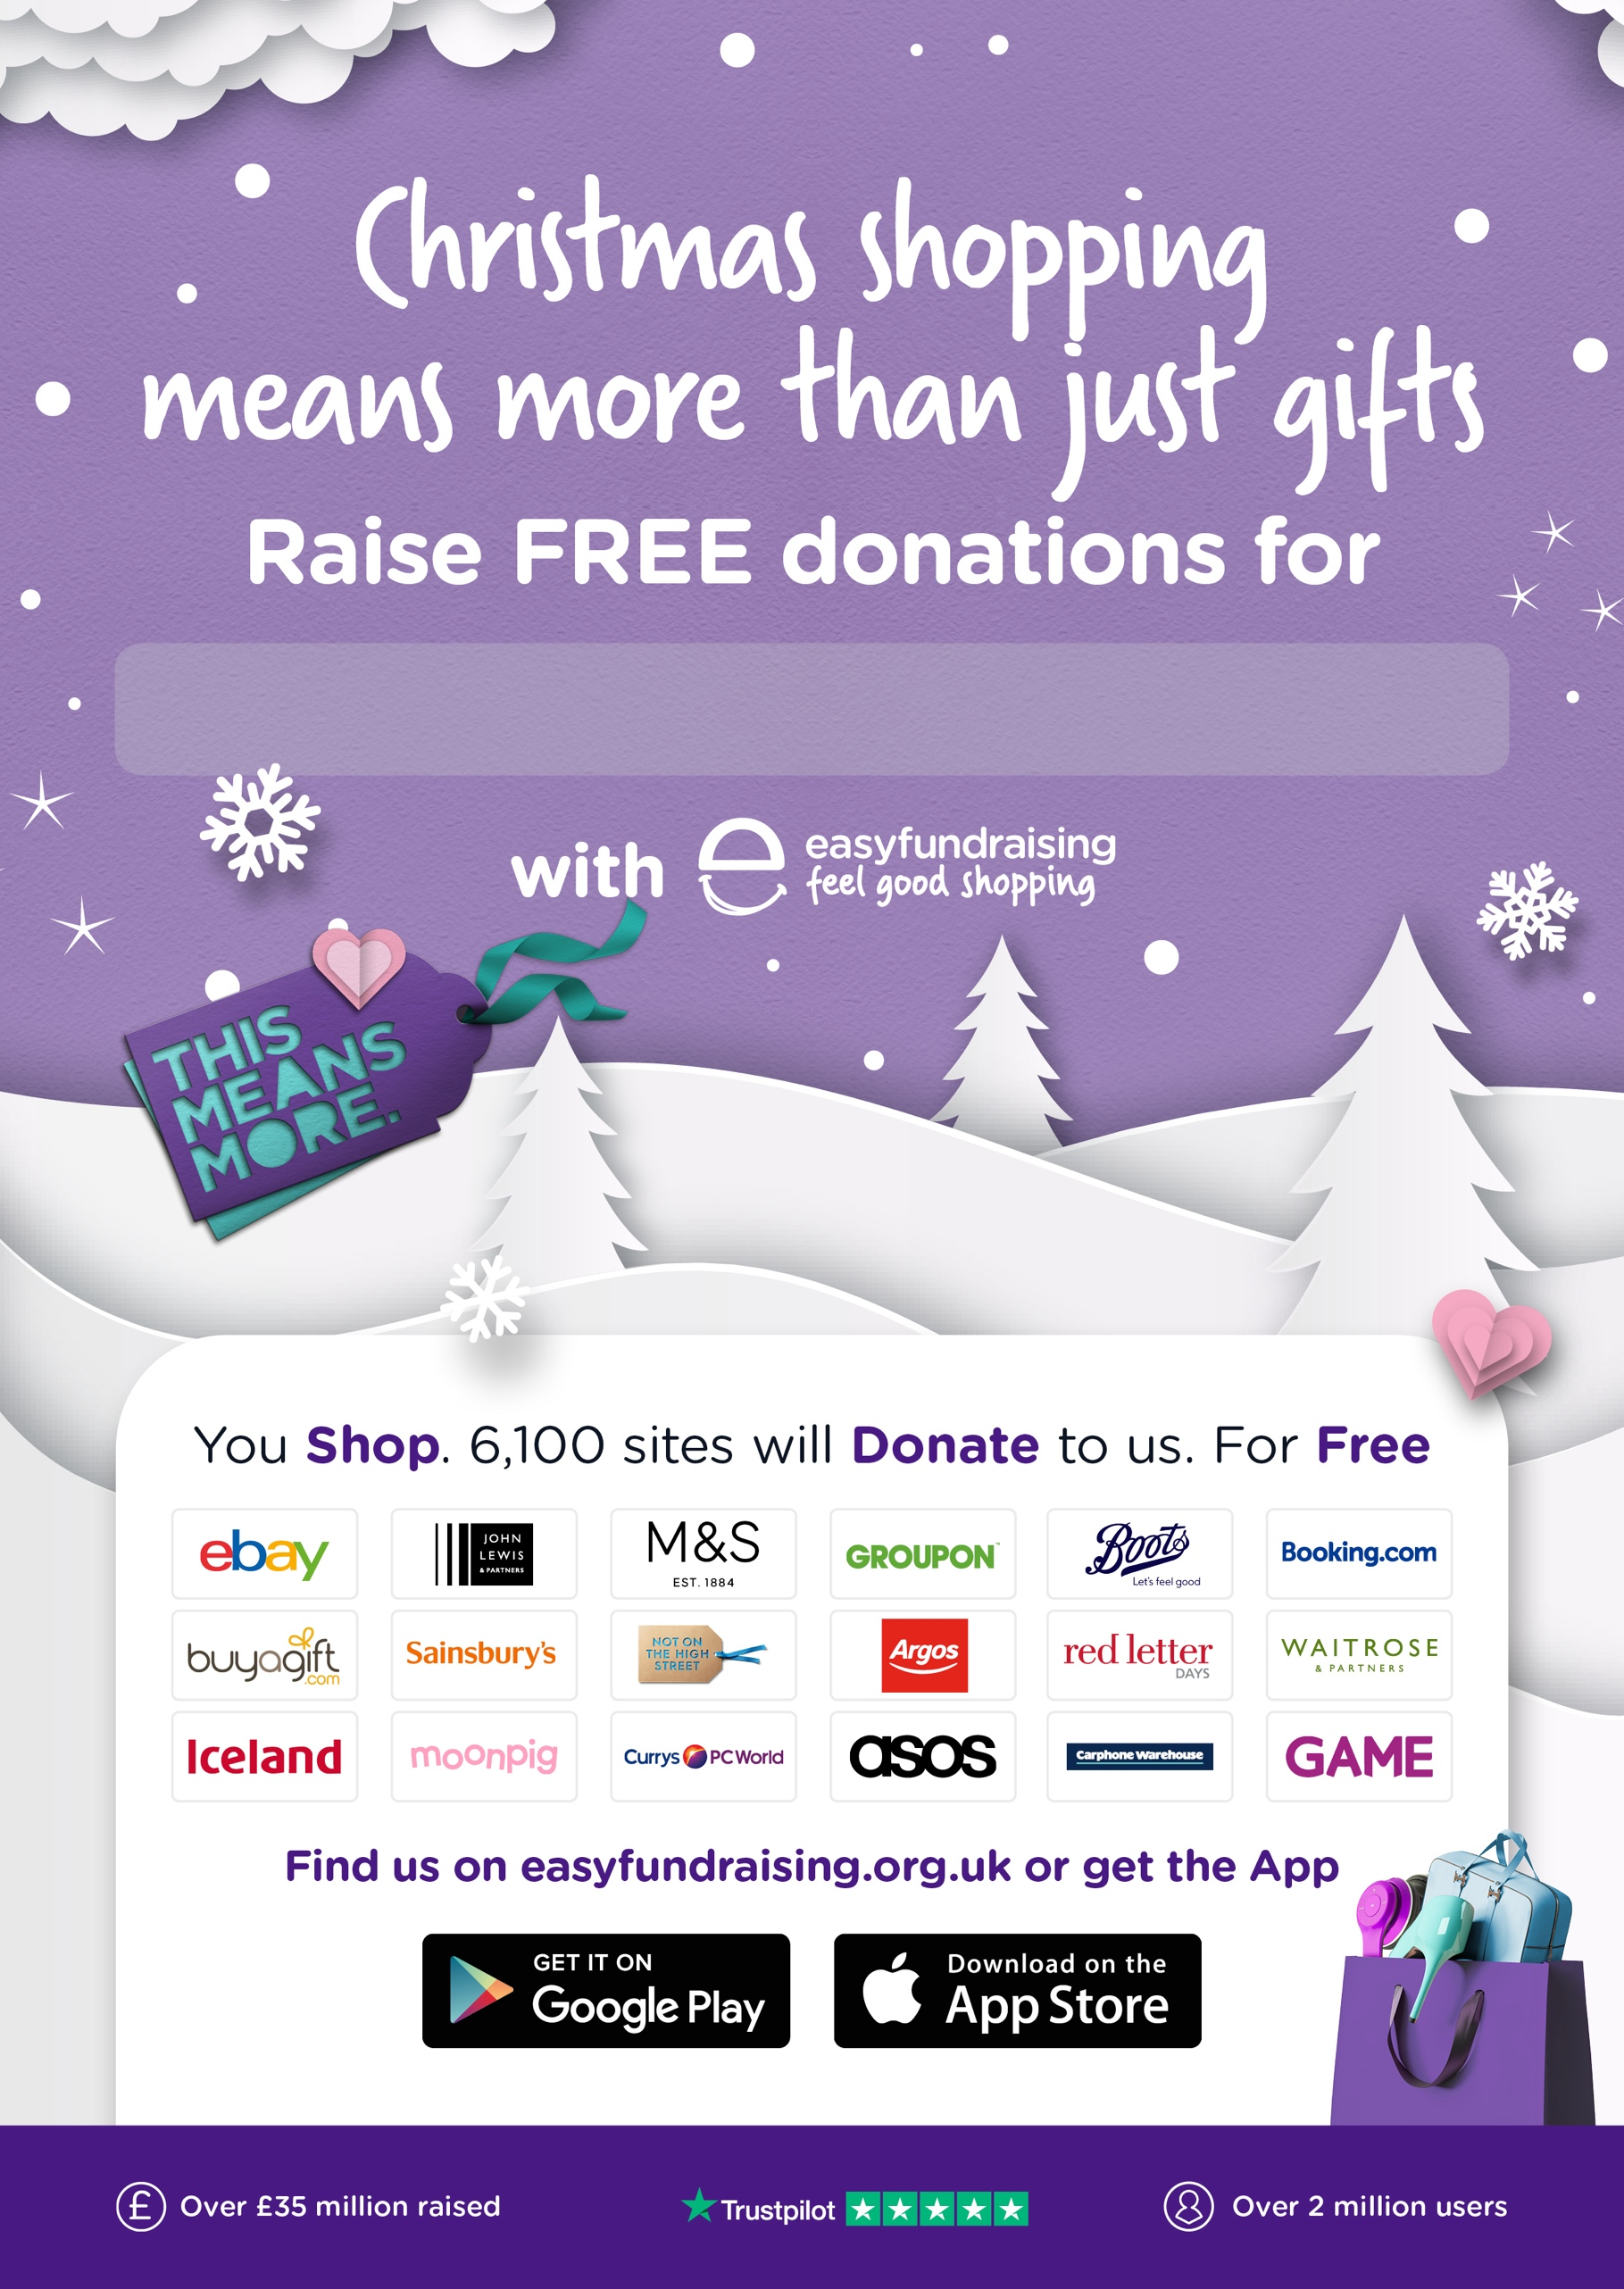 Christmas shopping
means more than just gifts
Raise FREE donations for
with easyfundraising
feel good shopping
THIS
MEANS
MORE.
You Shop. 6,100 sites will Donate to us. For Free
ebay
JOHN
LEWIS
& PARTNERS
M&S
EST. 1884
GROUPON
Boots
Let's feel good
Booking.com
buyagift
.com
Sainsbury's
NOT ON
THE HIGH
STREET
Argos
red letter
DAYS
WAITROSE
& PARTNERS
Iceland
moonpig
Currys PC World
asos
Carphone Warehouse
GAME
Find us on easyfundraising.org.uk or get the App
GET IT ON
Google Play
Download on the
App Store
£ Over £35 million raised
Trustpilot
Over 2 million users